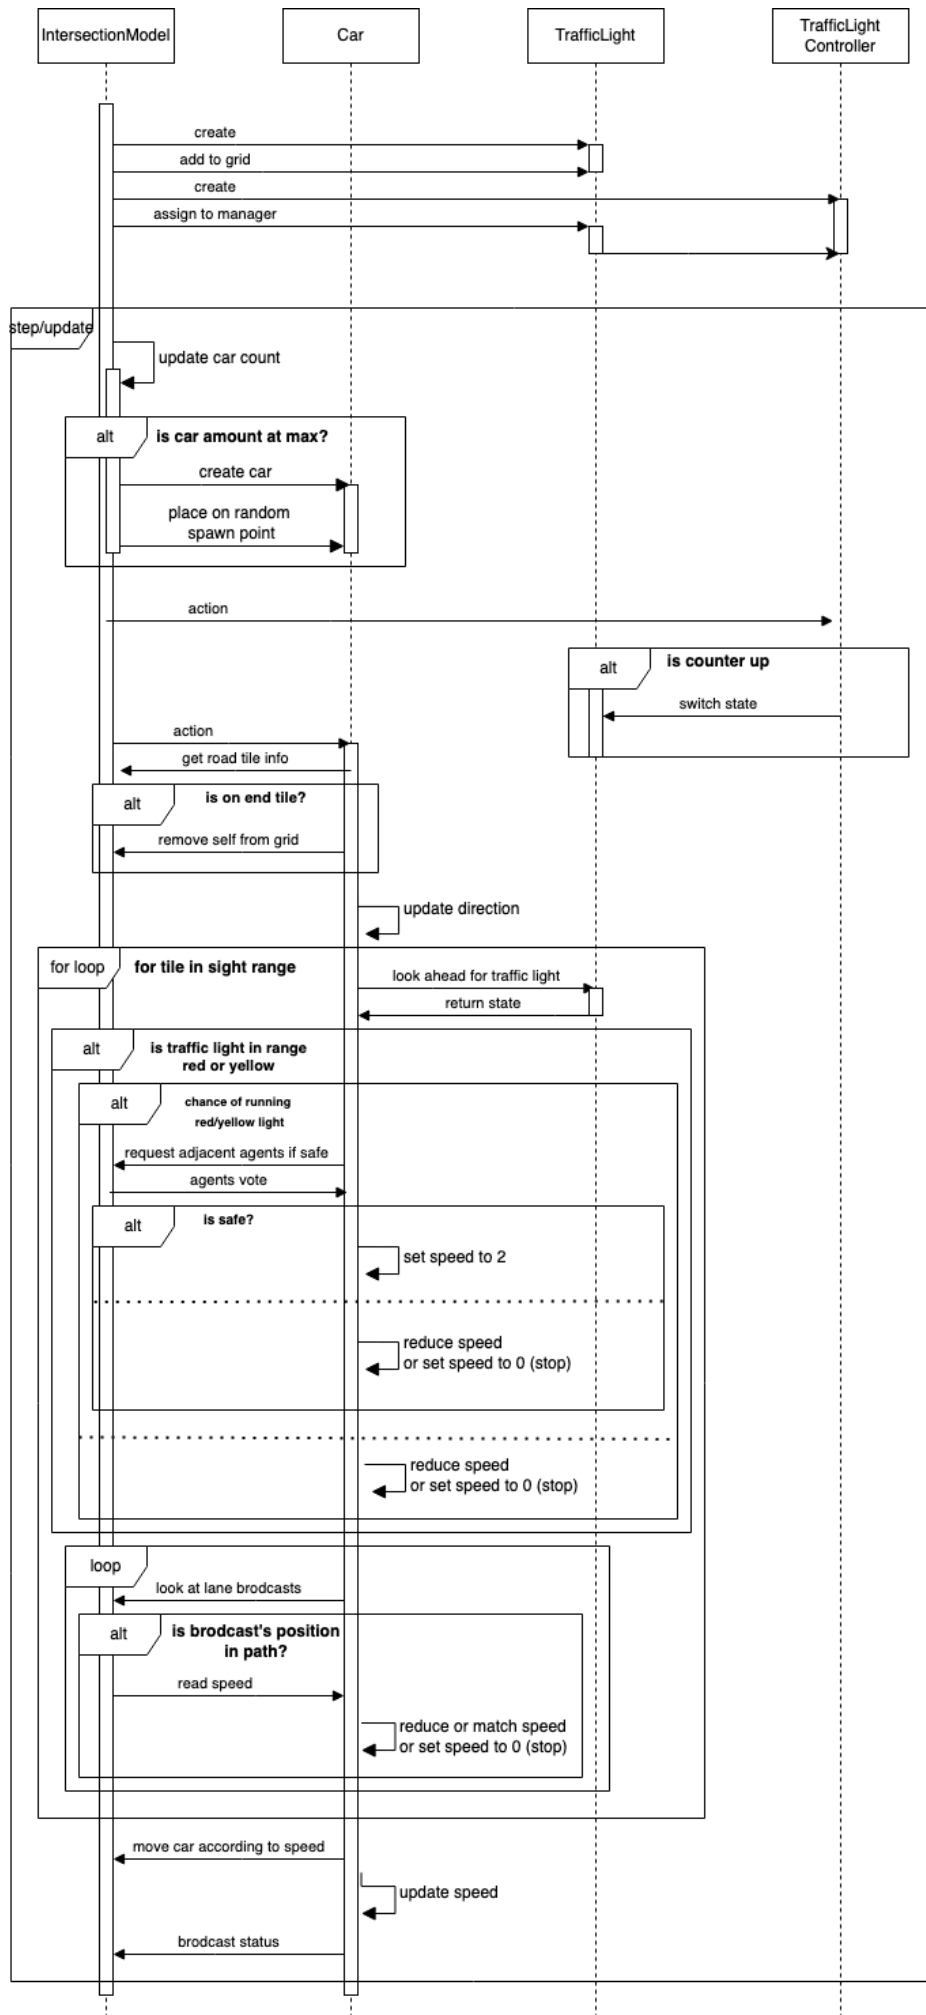 IntersectionModel
Car
TrafficLight
TrafficLight
Controller
create
add to grid
create
assign to manager
step/update
update car count
alt
is car amount at max?
create car
place on random
spawn point
action
alt
is counter up
switch state
action
get road tile info
alt
is on end tile?
remove self from grid
update direction
for loop
for tile in sight range
look ahead for traffic light
return state
alt
is traffic light in range
red or yellow
alt
chance of running
red/yellow light
request adjacent agents if safe
agents vote
alt
is safe?
set speed to 2
reduce speed
or set speed to 0 (stop)
reduce speed
or set speed to 0 (stop)
loop
look at lane brodcasts
alt
is brodcast's position
in path?
read speed
reduce or match speed
or set speed to 0 (stop)
move car according to speed
update speed
brodcast status